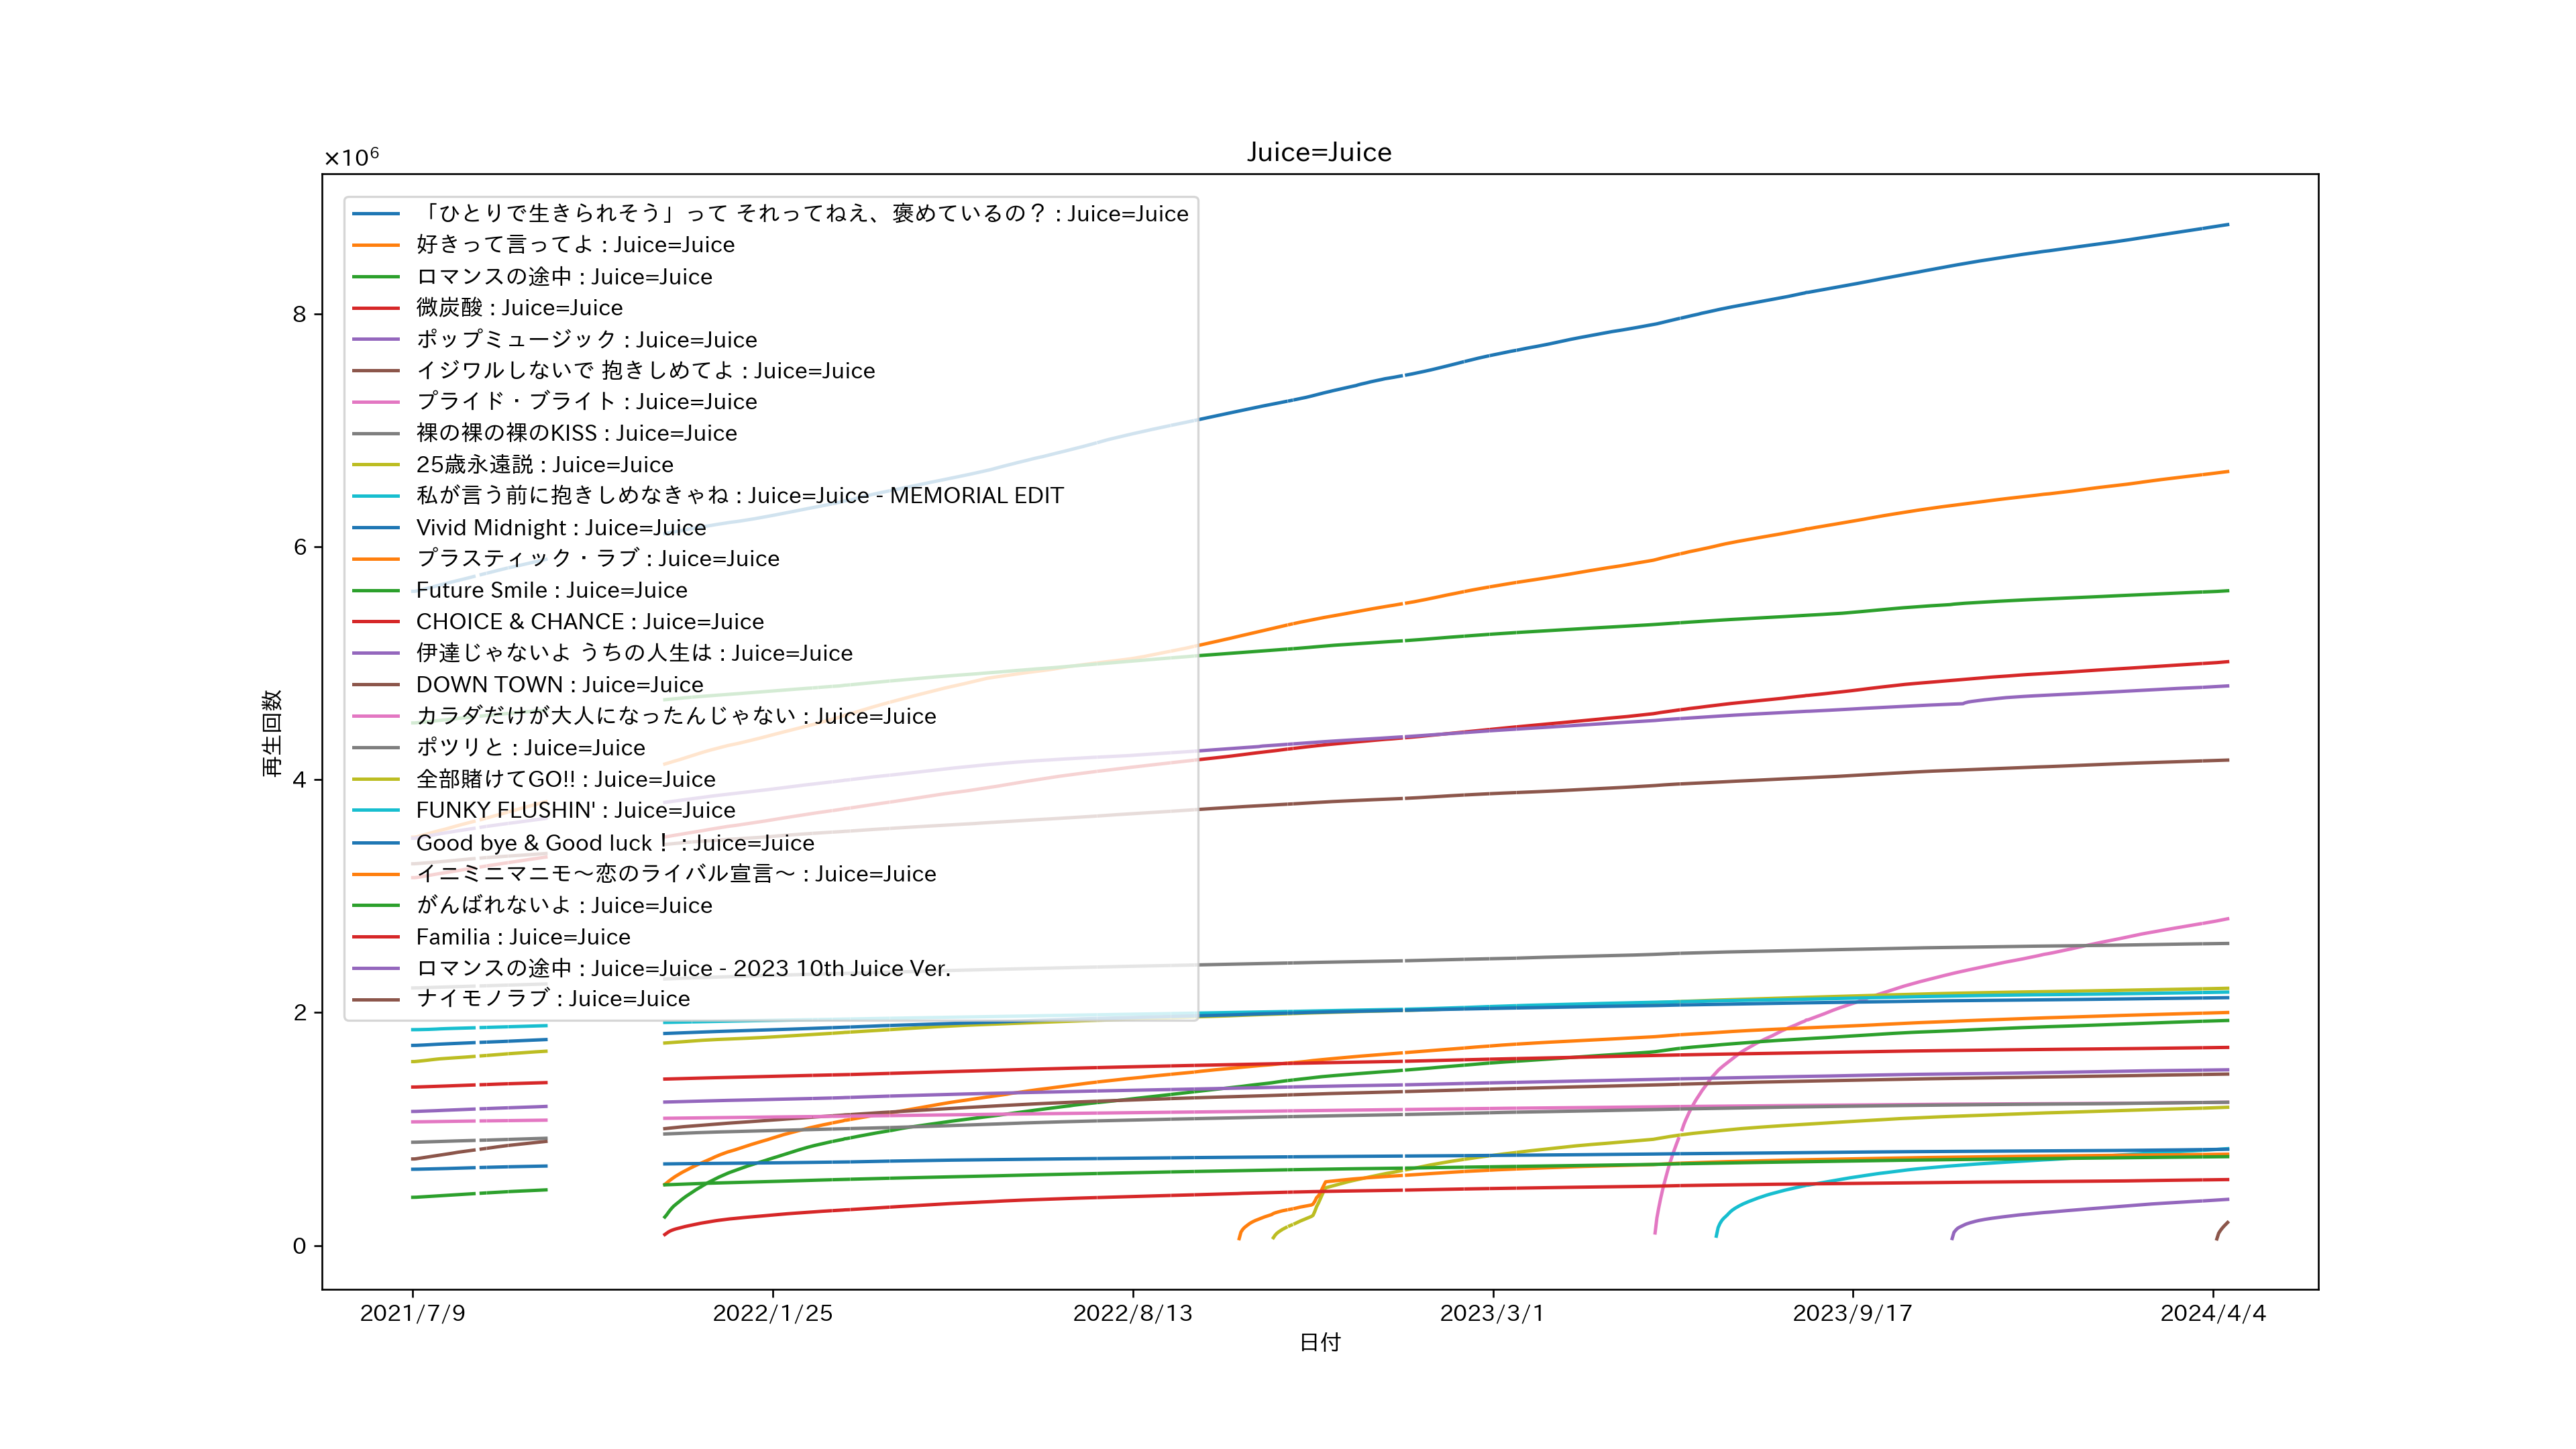 Juice=Juice
×10⁶
「ひとりで生きられそう」って それってねえ、褒めているの？ : Juice=Juice
好きって言ってよ : Juice=Juice
ロマンスの途中 : Juice=Juice
微炭酸 : Juice=Juice
ポップミュージック : Juice=Juice
イジワルしないで 抱きしめてよ : Juice=Juice
プライド・ブライト : Juice=Juice
裸の裸の裸のKISS : Juice=Juice
25歳永遠説 : Juice=Juice
私が言う前に抱きしめなきゃね : Juice=Juice - MEMORIAL EDIT
Vivid Midnight : Juice=Juice
プラスティック・ラブ : Juice=Juice
Future Smile : Juice=Juice
CHOICE & CHANCE : Juice=Juice
伊達じゃないよ うちの人生は : Juice=Juice
DOWN TOWN : Juice=Juice
カラダだけが大人になったんじゃない : Juice=Juice
ポツリと : Juice=Juice
全部賭けてGO!! : Juice=Juice
FUNKY FLUSHIN' : Juice=Juice
Good bye & Good luck！ : Juice=Juice
イニミニマニモ〜恋のライバル宣言〜 : Juice=Juice
がんばれないよ : Juice=Juice
Familia : Juice=Juice
ロマンスの途中 : Juice=Juice - 2023 10th Juice Ver.
ナイモノラブ : Juice=Juice
8
6
4
2
0
再生回数
2021/7/9
2022/1/25
2022/8/13
2023/3/1
2023/9/17
2024/4/4
日付